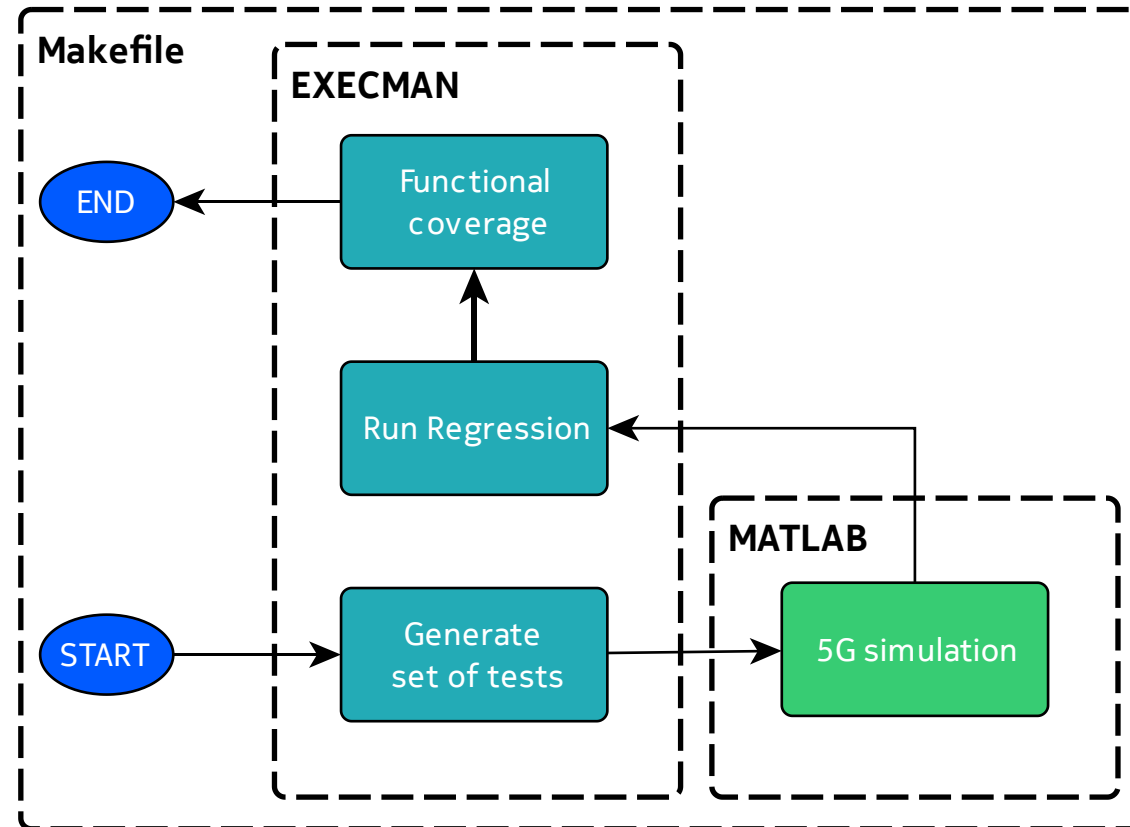 Makefile
EXECMAN
Functional
coverage
END
Run Regression
MATLAB
START
Generate
set of tests
5G simulation